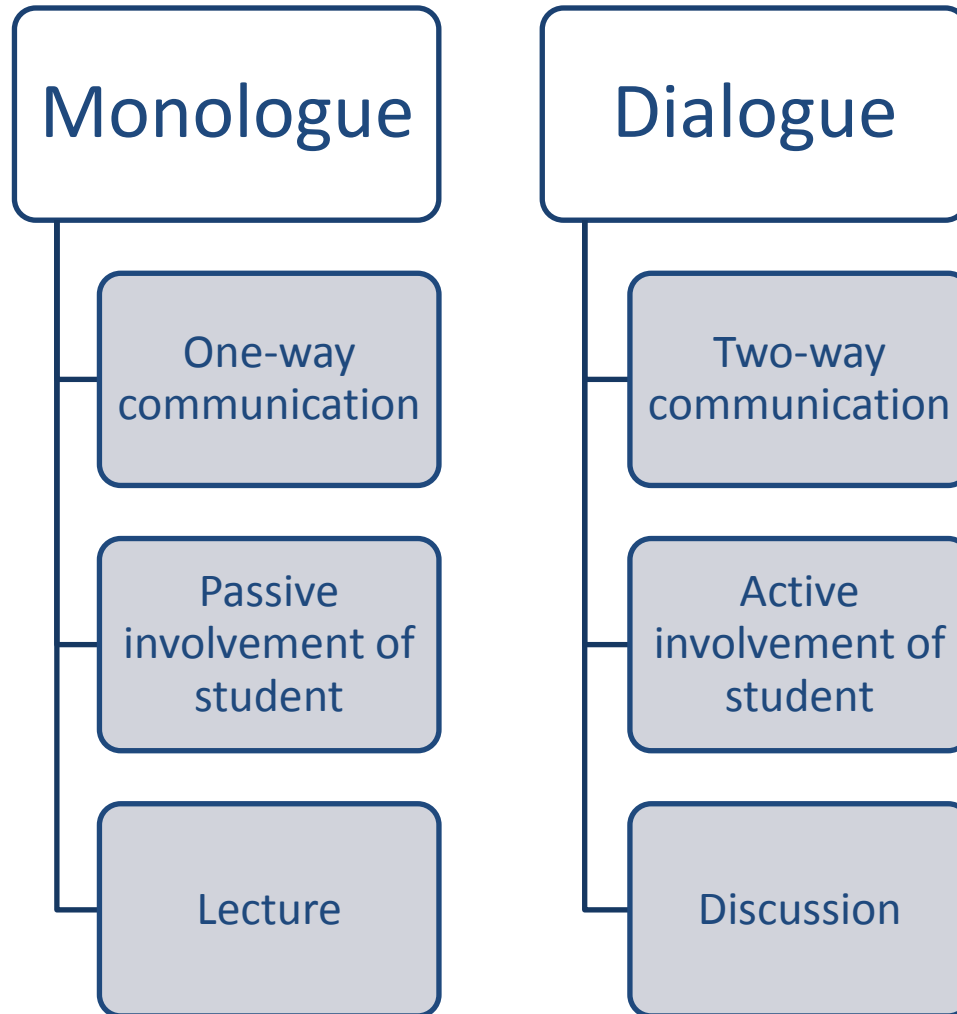 Monologue
One-way
communication
Passive
involvement of
student
Lecture
Dialogue
Two-way
communication
Active
involvement of
student
Discussion